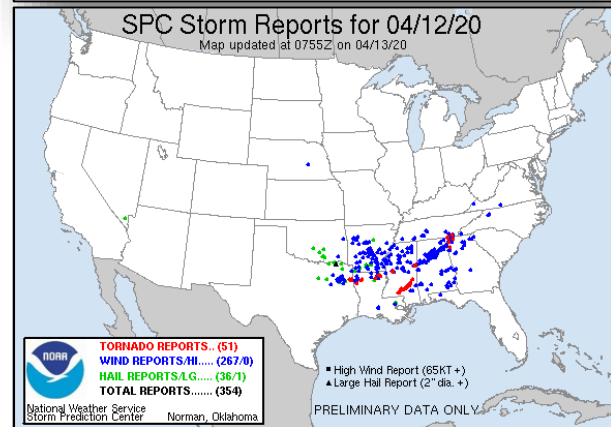 SPC Storm Reports for 04/12/20
Map updated at 0755Z on 04/13/20
TORNADO REPORTS.. (51)
WIND REPORTS/HI..... (267/0)
HAIL REPORTS/LG..... (36/1)
TOTAL REPORTS....... (354)
NOAA
National Weather Service
Storm Prediction Center Norman, Oklahoma
High Wind Report (65KT +)
Large Hail Report (2" dia. +)
PRELIMINARY DATA ONLY